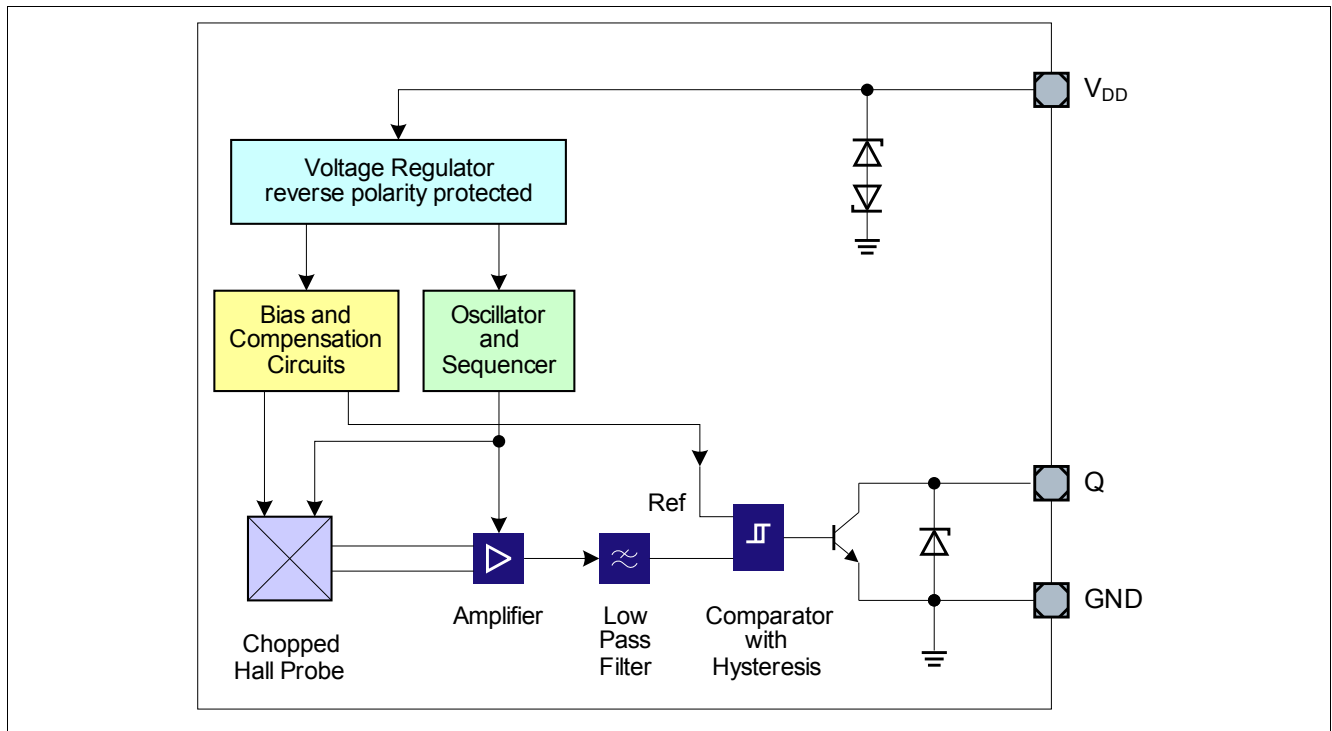 V_DD
Voltage Regulator
reverse polarity protected
Bias and
Compensation
Circuits
Oscillator
and
Sequencer
Ref
Q
GND
Chopped
Hall Probe
Amplifier
Low
Pass
Filter
Comparator
with
Hysteresis